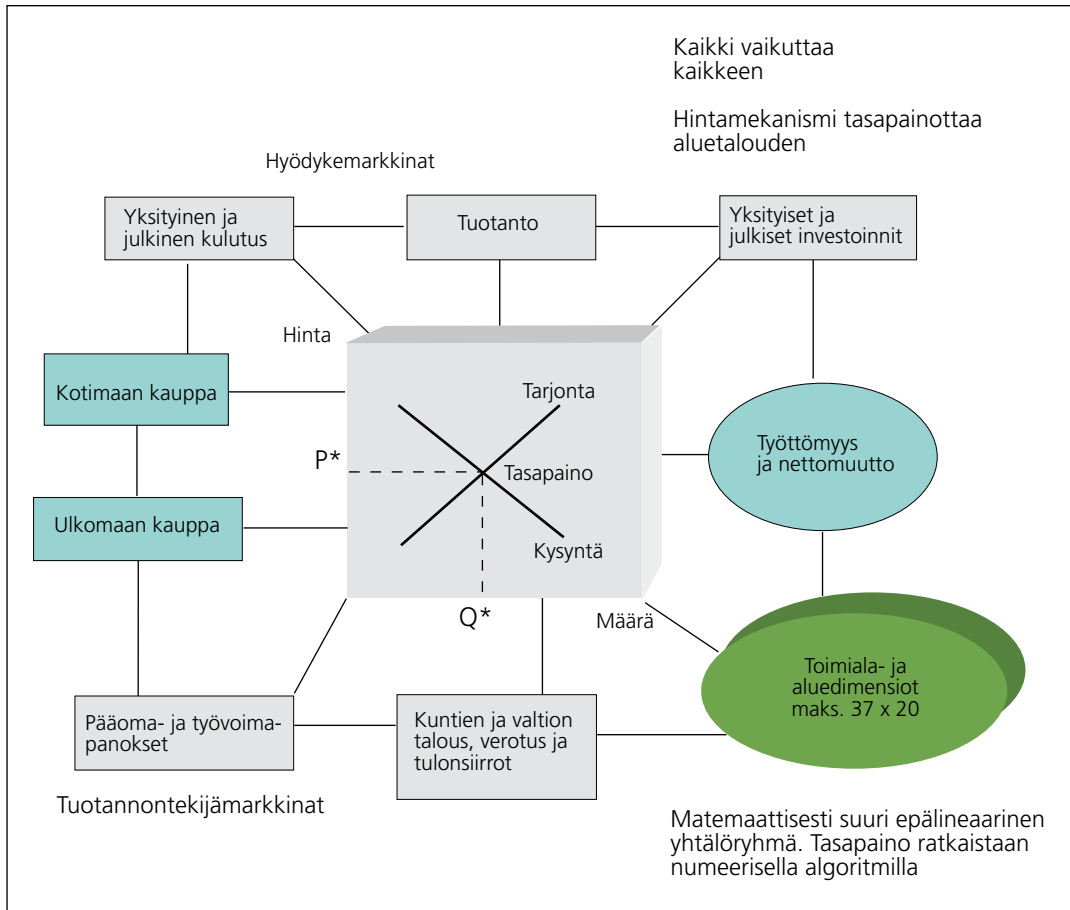 Kaikki vaikuttaa
kaikkeen
Hintamekanismi tasapainottaa
aluetalouden
Hyödykemarkkinat
Yksityinen ja
julkinen kulutus
Tuotanto
Yksityiset ja
julkiset investoinnit
Hinta
Kotimaan kauppa
Tarjonta
Työttömyys
ja nettomuutto
P*
Tasapaino
Ulkomaan kauppa
Kysyntä
Q*
Määrä
Toimiala- ja
aluedimensiot
maks. 37 x 20
Pääoma- ja työvoima-
panokset
Kuntien ja valtion
talous, verotus ja
tulonsiirrot
Tuotannontekijämarkkinat
Matemaattisesti suuri epälineaarinen
yhtälöryhmä. Tasapaino ratkaistaan
numeerisella algoritmilla